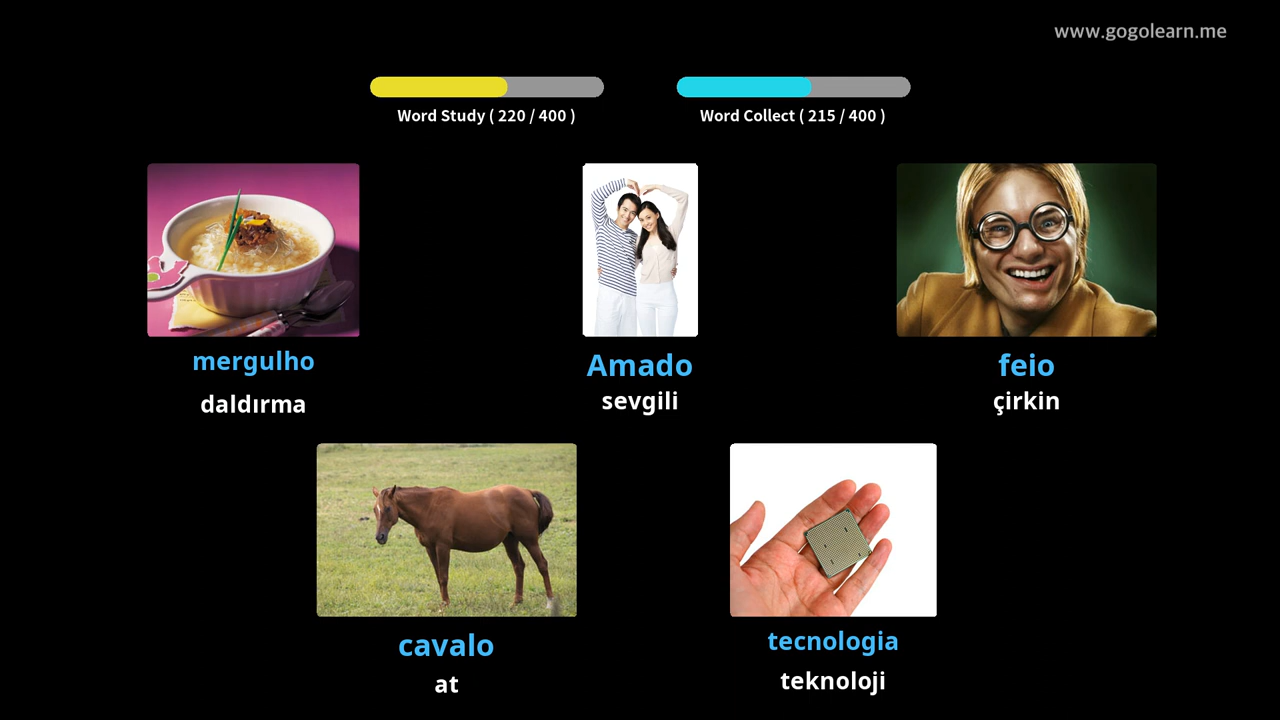 www.gogolearn.me
Word Study ( 220 / 400 )
Word Collect ( 215 / 400 )
mergulho
daldırma
Amado
sevgili
feio
çirkin
cavalo
at
tecnologia
teknoloji